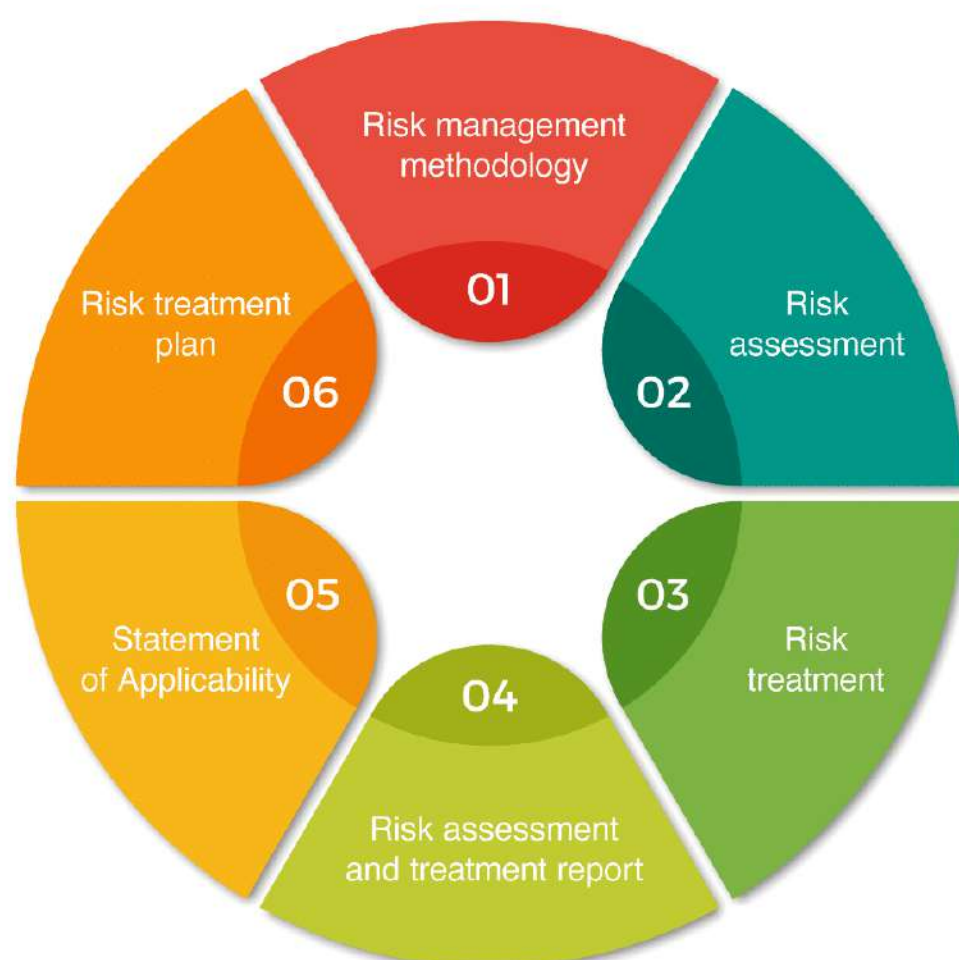 Risk management
methodology
01
Risk
assessment
02
Risk
treatment
03
04
Risk assessment
and treatment report
05
Statement
of Applicability
Risk treatment
plan
06